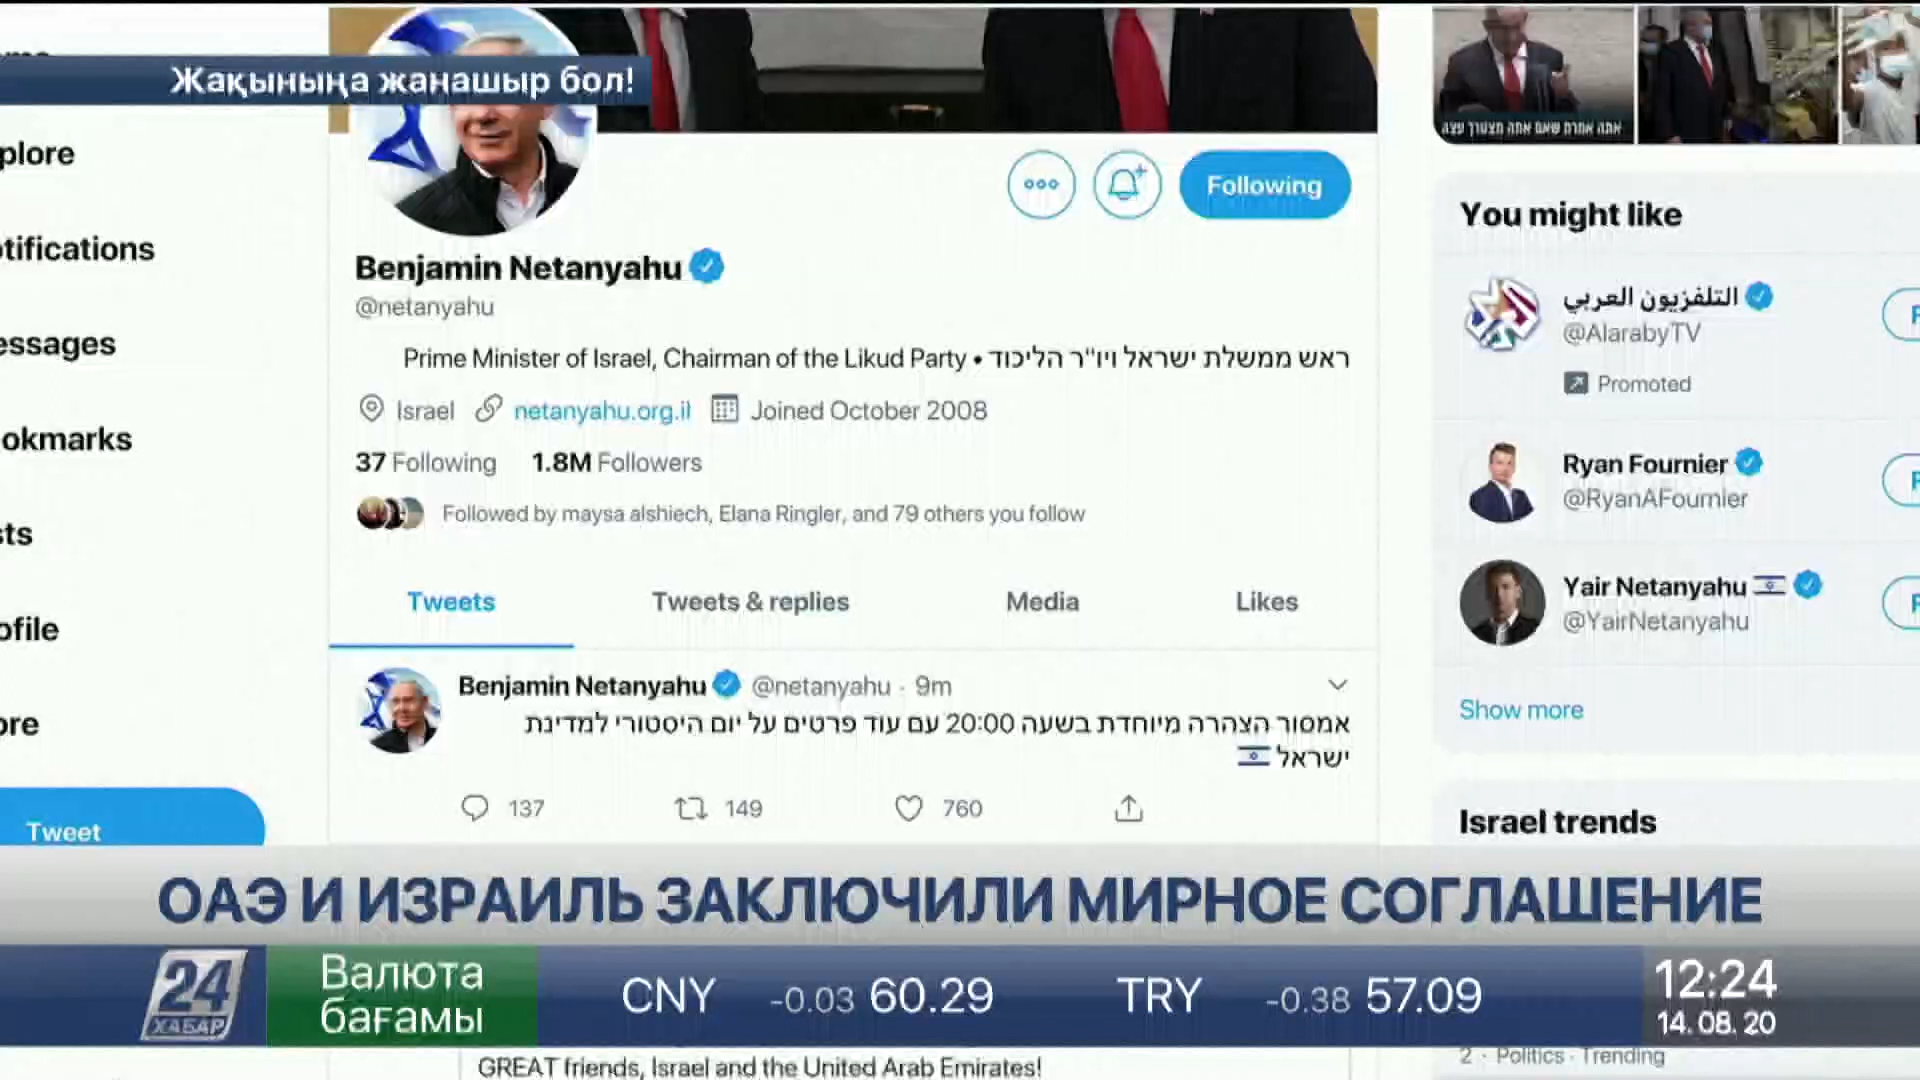 Жақыныңа жанашыр бол!
plore
tifications
essages
okmarks
sts
ofile
ore
Tweet
Following
Benjamin Netanyahu
@netanyahu
Prime Minister of Israel, Chairman of the Likud Party • ראש ממשלת ישראל ויו"ר הליכוד
Israel netanyahu.org.il Joined October 2008
37 Following 1.8M Followers
Followed by maysa alshiech, Elana Ringler, and 79 others you follow
Tweets Tweets & replies Media Likes
Benjamin Netanyahu @netanyahu · 9m
אמסור הצהרה מיוחדת בשעה 20:00 עם עוד פרטים על יום היסטורי למדינת
ישראל 🇮🇱
137 149 760
אתה אמרת שאם אתה תצטרך
You might like
التلفزيون العربي
@AlarabyTV
Promoted
Ryan Fournier
@RyanAFournier
Yair Netanyahu 🇮🇱
@YairNetanyahu
Show more
Israel trends
ОАЭ И ИЗРАИЛЬ ЗАКЛЮЧИЛИ МИРНОЕ СОГЛАШЕНИЕ
24
ХАБАР
Валюта
бағамы
CNY -0.03 60.29 TRY -0.38 57.09
12:24
14.08.20
GREAT friends, Israel and the United Arab Emirates!
2 · Politics · Trending